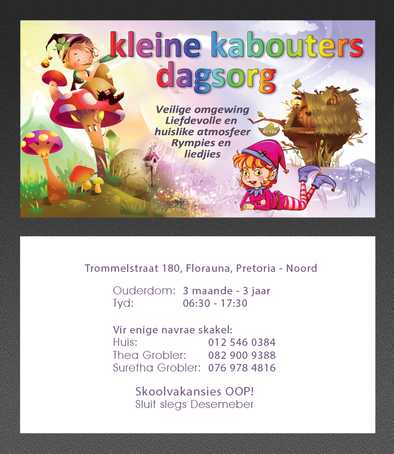 kleine kabouters
dagsorg
Veilige omgewing
Liefdevolle en
huislike atmosfeer
Rympies en
liedjies
Trommelstraat 180, Florauna, Pretoria - Noord
Ouderdom: 3 maande - 3 jaar
Tyd: 06:30 - 17:30
Vir enige navrae skakel:
Huis: 012 546 0384
Thea Grobler: 082 900 9388
Suretha Grobler: 076 978 4816
Skoolvakansies OOP!
Sluit slegs Desemeber